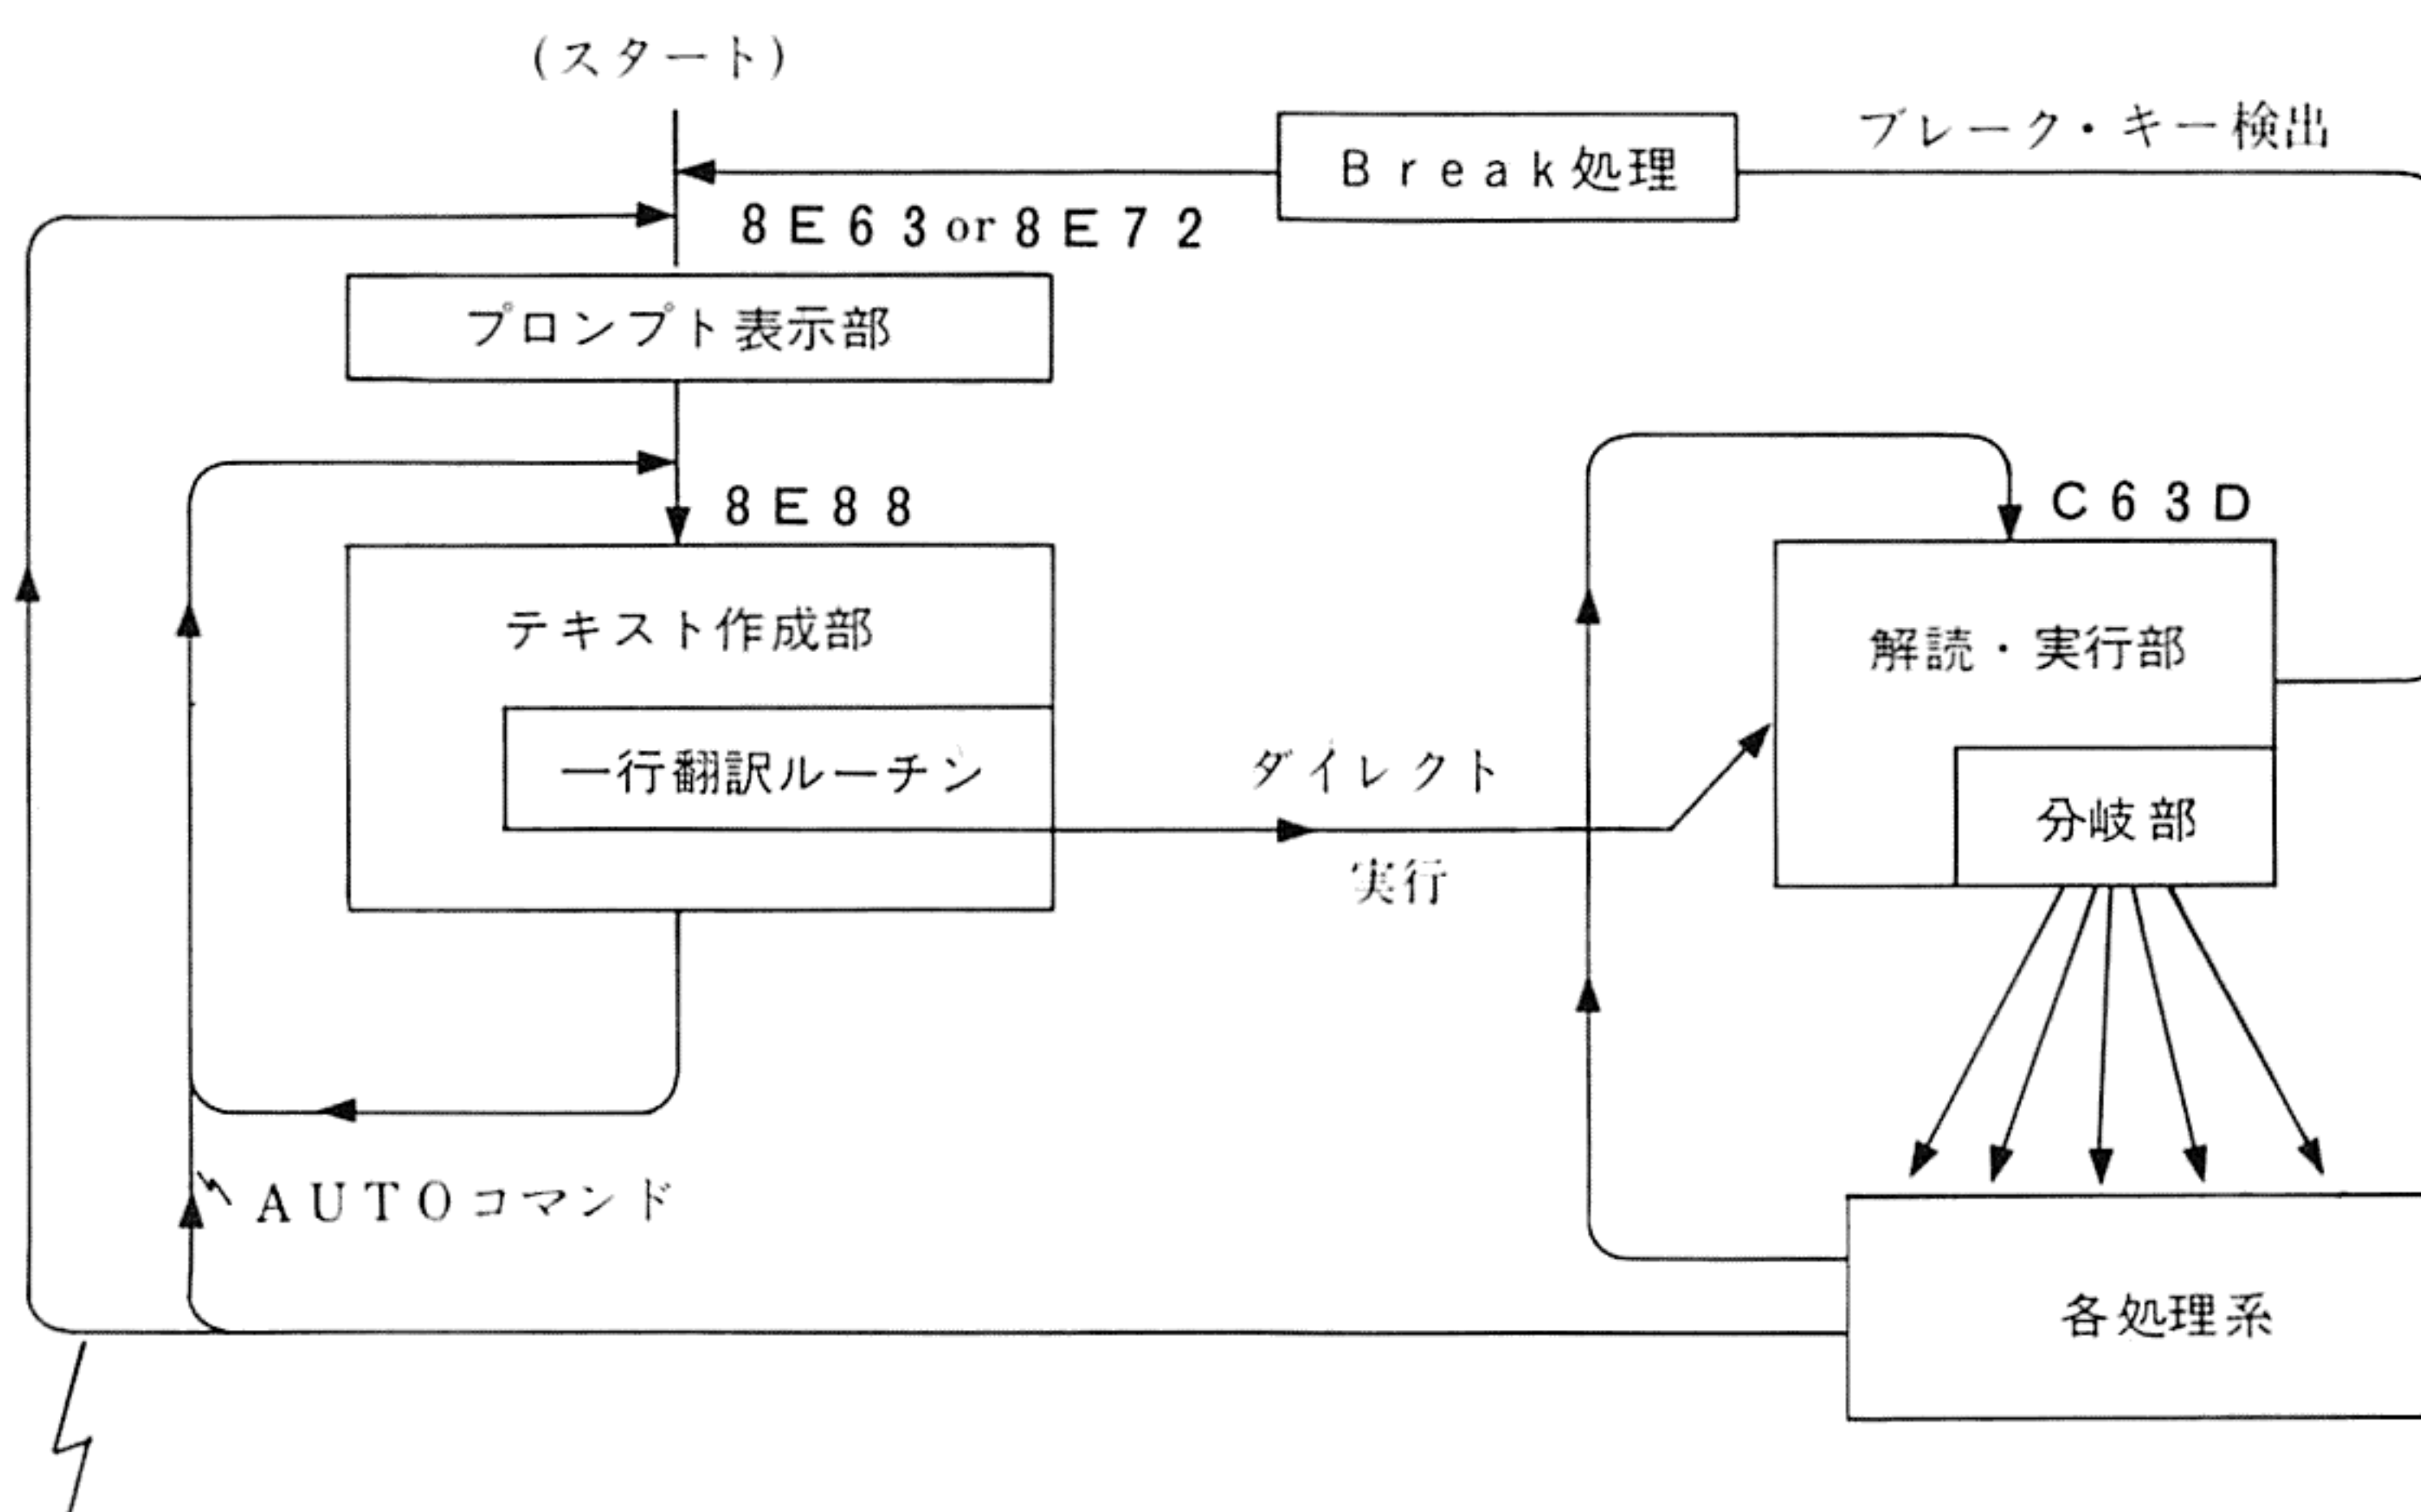 (スタート)
ブレーク・キー検出
Break処理
8E63or8E72
プロンプト表示部
8E88
C63D
テキスト作成部
解読・実行部
一行翻訳ルーチン
ダイレクト
実行
分岐部
AUTOコマンド
各処理系